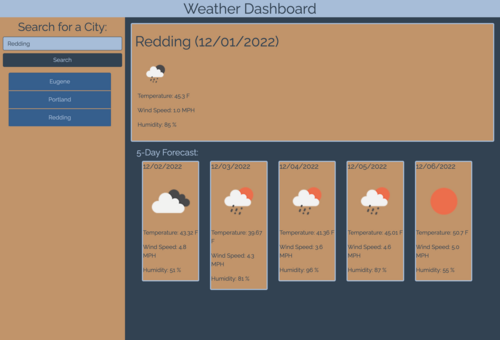 Weather Dashboard
Search for a City:
Redding
Search
Eugene
Portland
Redding
Redding (12/01/2022)
Temperature: 45.3 F
Wind Speed: 1.0 MPH
Humidity: 85 %
5-Day Forecast:
12/02/2022
Temperature: 43.32 F
Wind Speed: 4.8
MPH
Humidity: 51 %
12/03/2022
Temperature: 39.67
F
Wind Speed: 4.3
MPH
Humidity: 81 %
12/04/2022
Temperature: 41.36 F
Wind Speed: 3.6
MPH
Humidity: 96 %
12/05/2022
Temperature: 45.01 F
Wind Speed: 4.6
MPH
Humidity: 87 %
12/06/2022
Temperature: 50.7 F
Wind Speed: 5.0
MPH
Humidity: 55 %